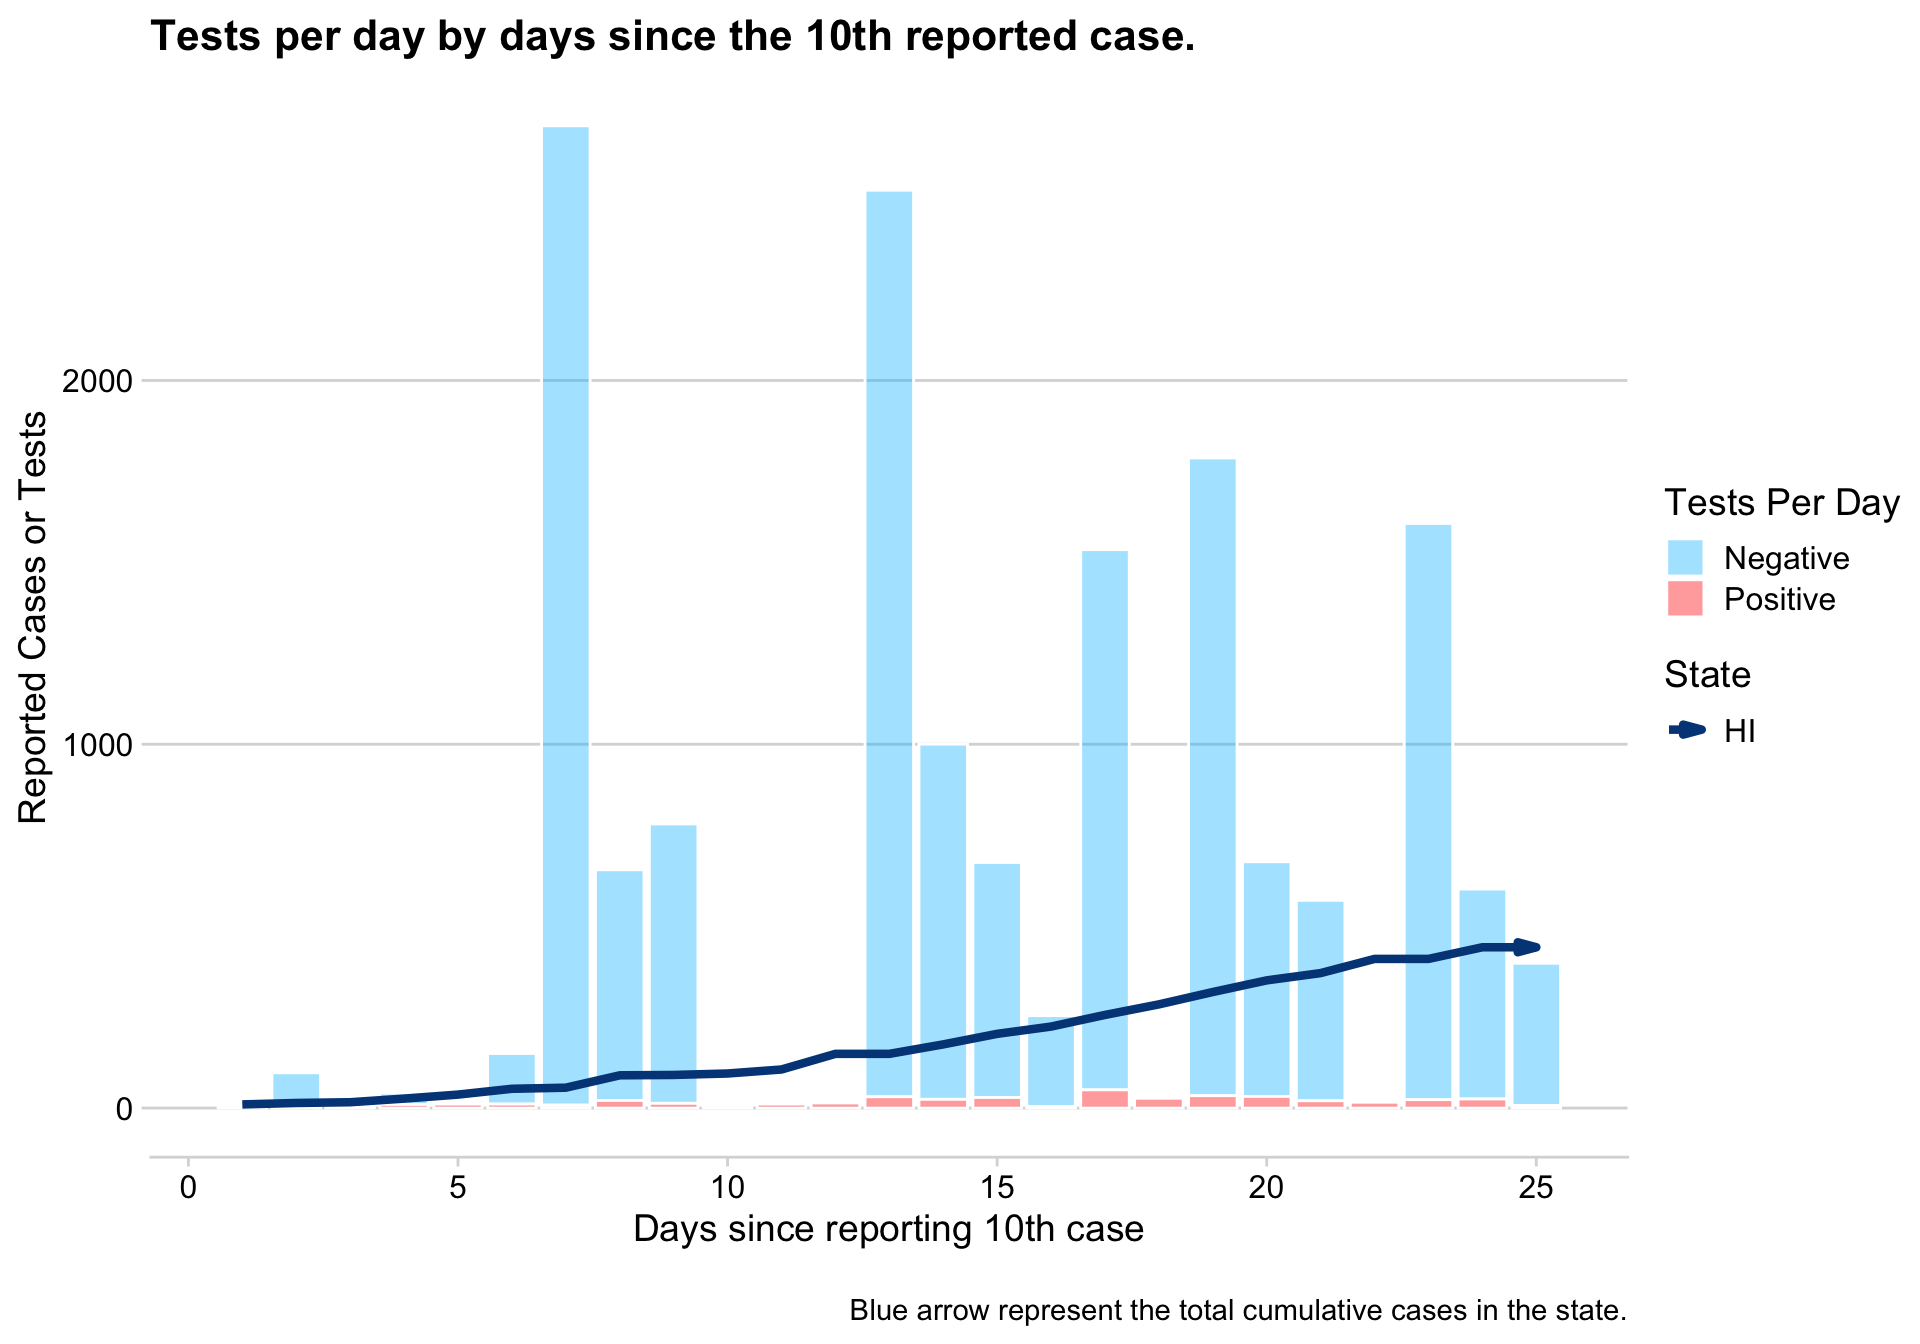 Tests per day by days since the 10th reported case.
Reported Cases or Tests
2000
1000
0
0 5 10 15 20 25
Days since reporting 10th case
Tests Per Day
Negative
Positive
State
HI
Blue arrow represent the total cumulative cases in the state.